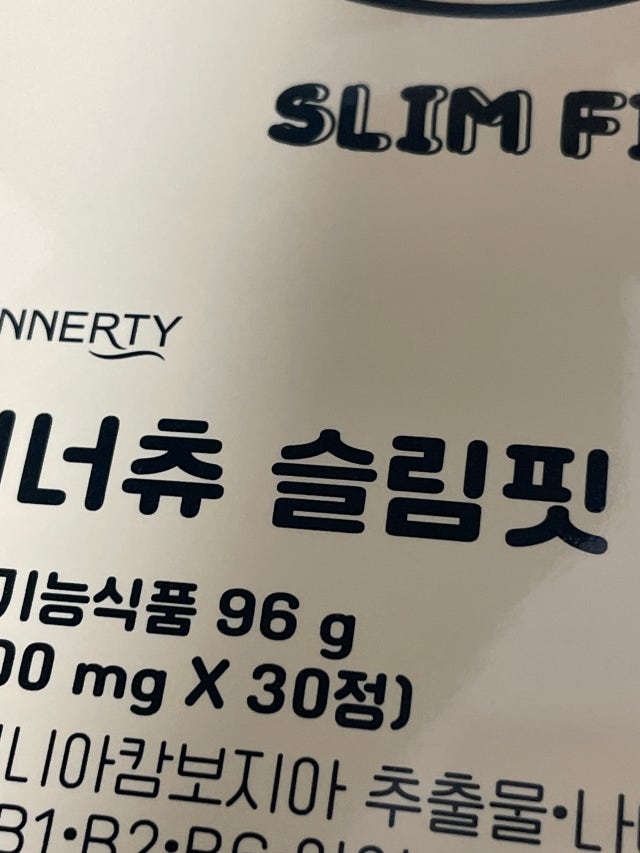 SLIM
NNERTY
너츄 슬림핏
기능식품 96 g
00 mg X 30정)
니아캄보지아 추출물•나
B1•B2•B6